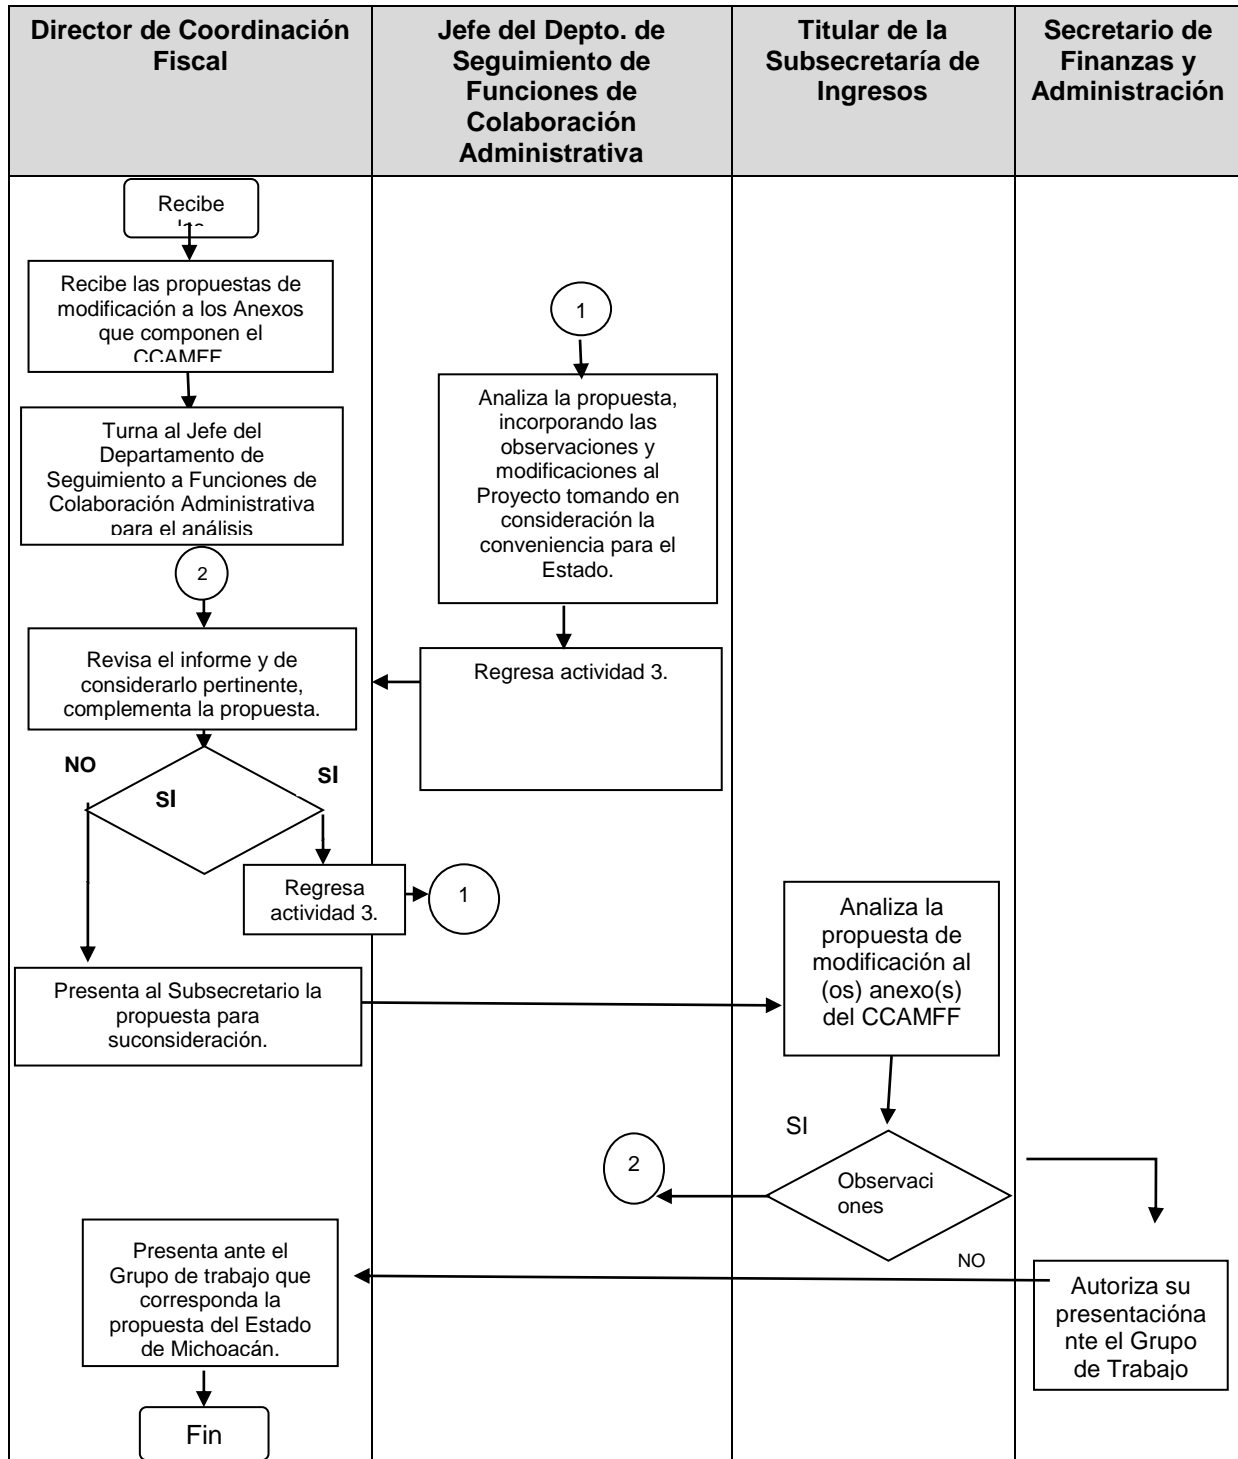 Director de Coordinación
Fiscal
Jefe del Depto. de
Seguimiento de
Funciones de
Colaboración
Administrativa
Titular de la
Subsecretaría de
Ingresos
Secretario de
Finanzas y
Administración
Recibe
Recibe las propuestas de
modificación a los Anexos
que componen el
CCAMFF
Turna al Jefe del
Departamento de
Seguimiento a Funciones de
Colaboración Administrativa
para el análisis
2
Revisa el informe y de
considerarlo pertinente,
complementa la propuesta.
NO
SI
SI
Regresa
actividad 3.
1
Presenta al Subsecretario la
propuesta para
suconsideración.
1
Analiza la propuesta,
incorporando las
observaciones y
modificaciones al
Proyecto tomando en
consideración la
conveniencia para el
Estado.
Regresa actividad 3.
Analiza la
propuesta de
modificación al
(os) anexo(s)
del CCAMFF
SI
2
Observaci
ones
NO
Autoriza su
presentacióna
nte el Grupo
de Trabajo
Presenta ante el
Grupo de trabajo que
corresponda la
propuesta del Estado
de Michoacán.
Fin